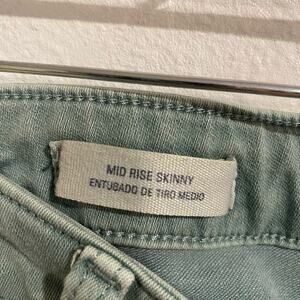 MID RISE SKINNY
ENTUBADO DE TIRO MEDIO